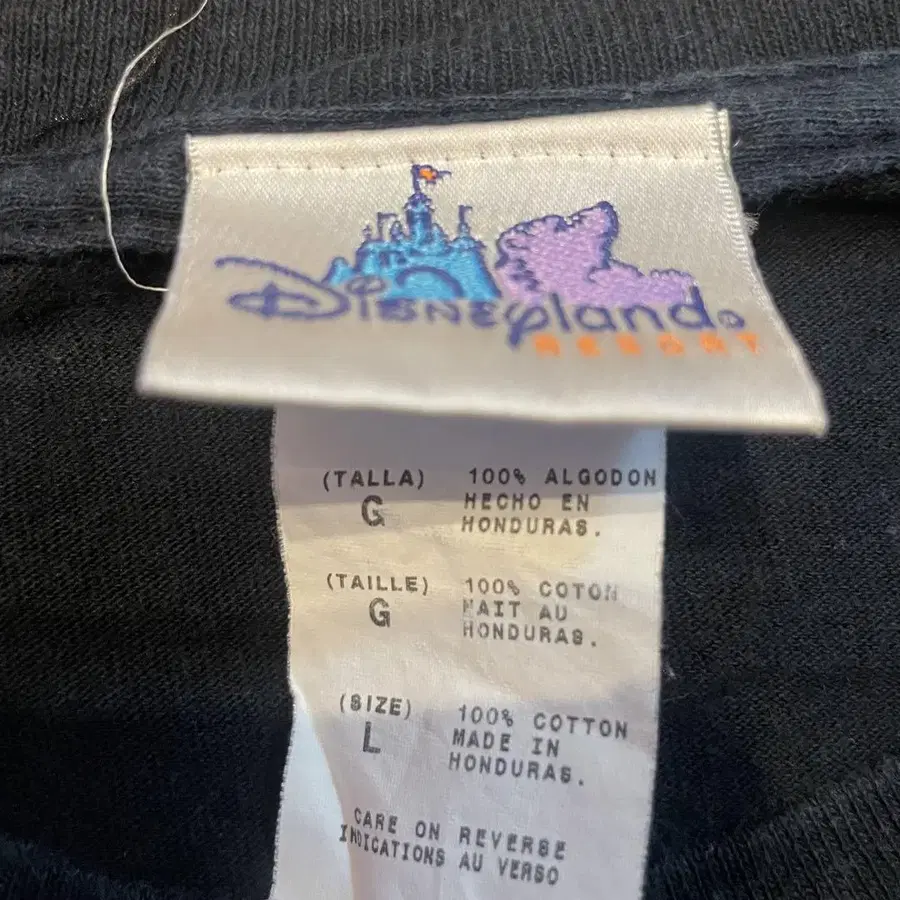 Disneyland
RESORT
(TALLA) 100% ALGODON
G HECHO EN
HONDURAS.
(TAILLE) 100% COTON
G FAIT AU
HONDURAS.
(SIZE) 100% COTTON
L MADE IN
HONDURAS.
CARE ON REVERSE
INDICATIONS AU VERSO